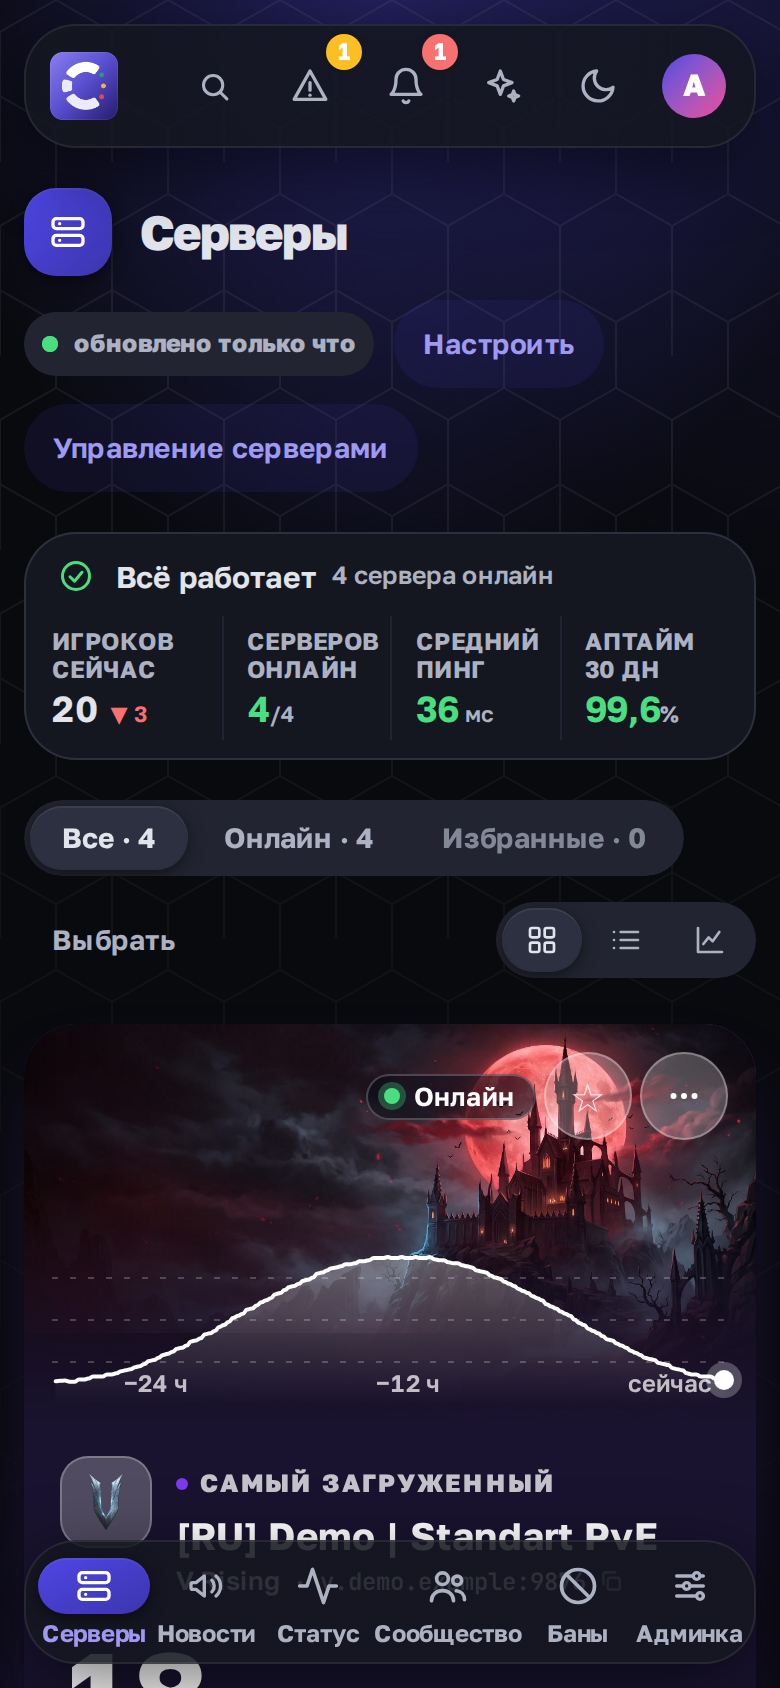 1
1
A
Серверы
обновлено только что
Настроить
Управление серверами
Всё работает 4 сервера онлайн
ИГРОКОВ СЕЙЧАС
20 ▼ 3
СЕРВЕРОВ ОНЛАЙН
4/4
СРЕДНИЙ ПИНГ
36 мс
АПТАЙМ 30 ДН
99,6%
Все · 4
Онлайн · 4
Избранные · 0
Выбрать
Онлайн
−24 ч
−12 ч
сейчас
САМЫЙ ЗАГРУЖЕННЫЙ
[RU] Demo | Standart PvE
Серверы
Новости
Статус
Сообщество
Баны
Админка